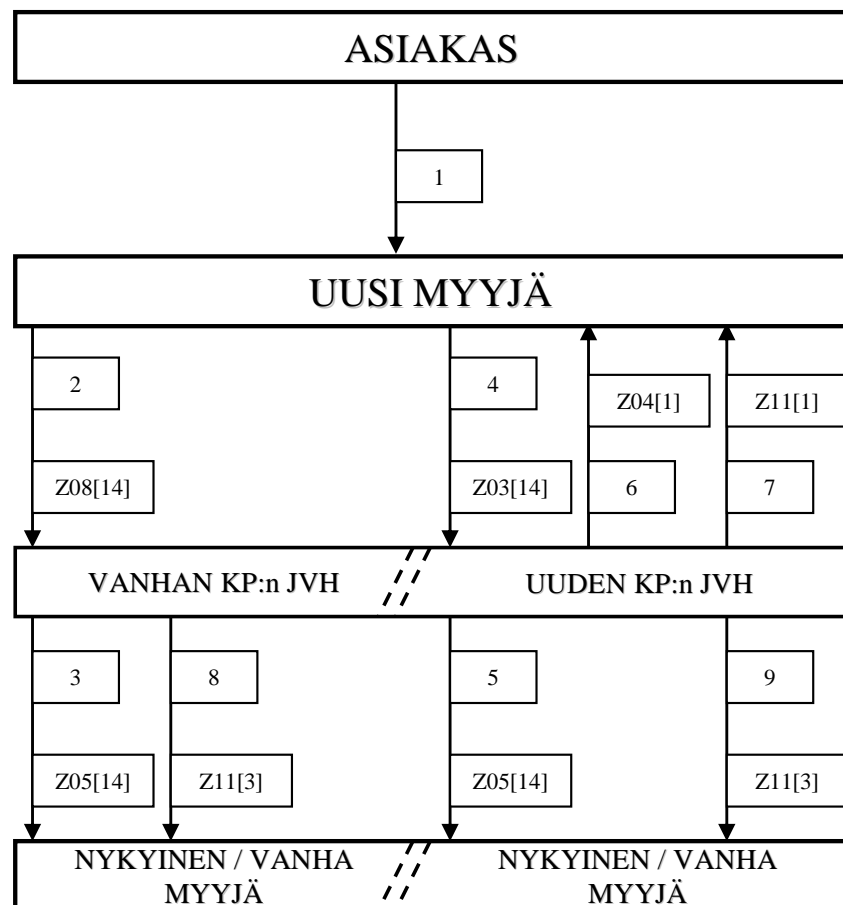 ASIAKAS
1
UUSI MYYJÄ
2
4
Z04[1]
Z11[1]
Z08[14]
Z03[14]
6
7
VANHAN KP:n JVH
UUDEN KP:n JVH
3
8
5
9
Z05[14]
Z11[3]
Z05[14]
Z11[3]
NYKYINEN / VANHA
MYYJÄ
NYKYINEN / VANHA
MYYJÄ